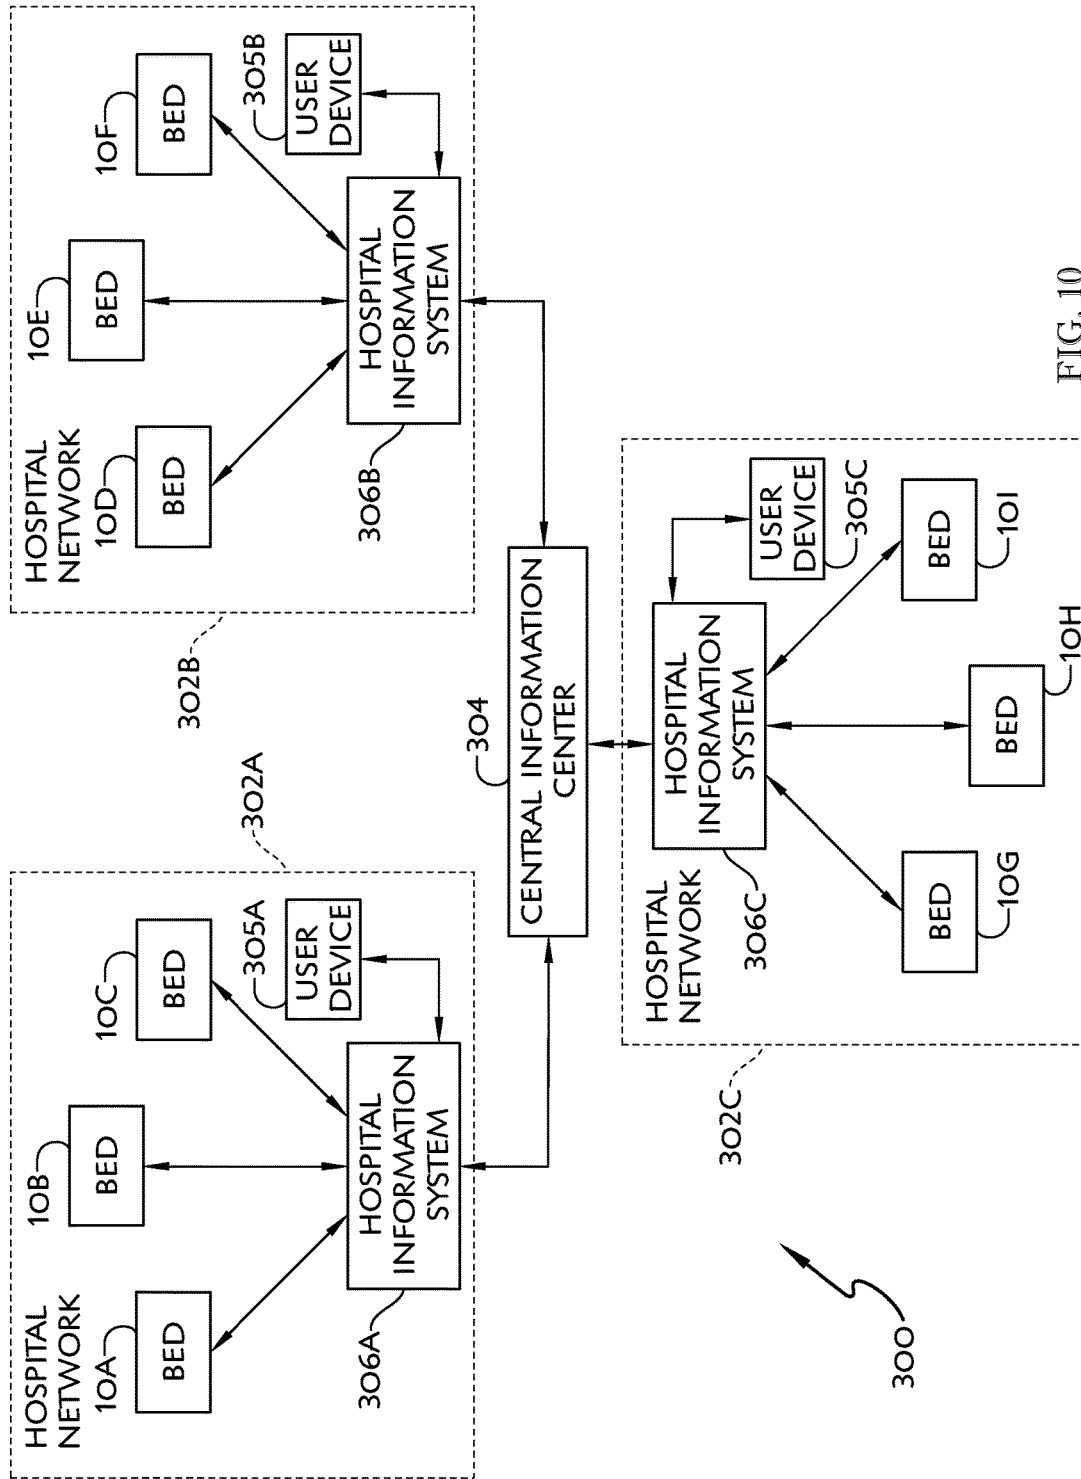 HOSPITAL
NETWORK
10A
BED
10B
BED
10C
BED
305A
USER
DEVICE
HOSPITAL
INFORMATION
SYSTEM
306A
302A
HOSPITAL
NETWORK
10D
BED
10E
BED
10F
BED
305B
USER
DEVICE
HOSPITAL
INFORMATION
SYSTEM
306B
302B
304
CENTRAL INFORMATION
CENTER
HOSPITAL
NETWORK
306C
HOSPITAL
INFORMATION
SYSTEM
USER
DEVICE
305C
BED
10G
BED
10H
BED
10I
302C
300
FIG. 10